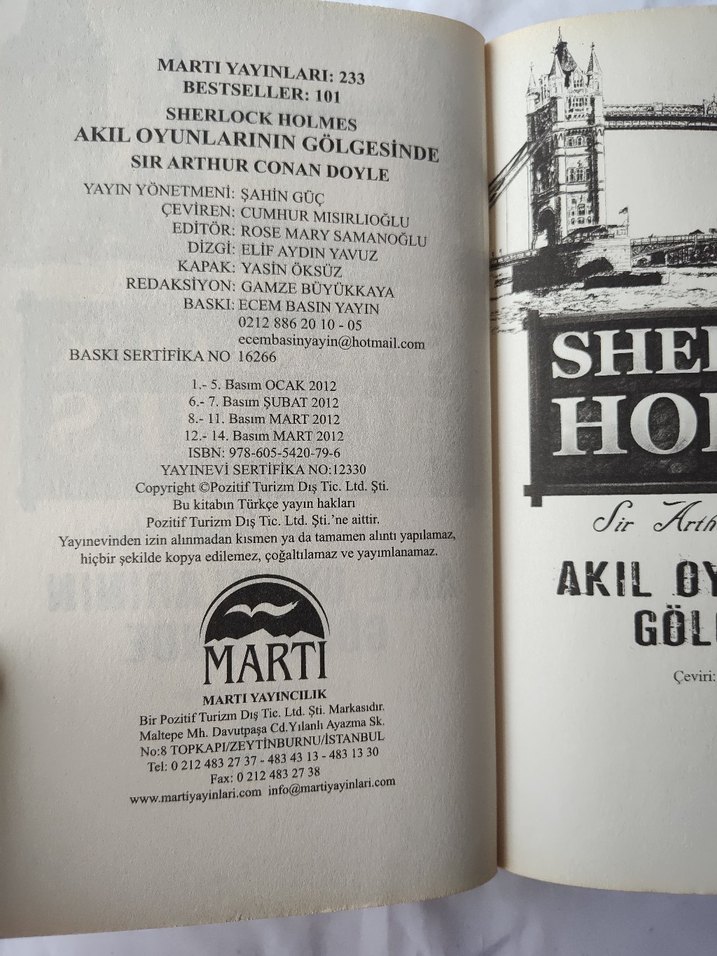 MARTI YAYINLARI: 233
BESTSELLER: 101
SHERLOCK HOLMES
AKIL OYUNLARININ GÖLGESİNDE
SIR ARTHUR CONAN DOYLE
YAYIN YÖNETMENİ: ŞAHİN GÜÇ
ÇEVİREN: CUMHUR MISIRLIOĞLU
EDİTÖR: ROSE MARY SAMANOĞLU
DİZGİ: ELİF AYDIN YAVUZ
KAPAK: YASİN ÖKSÜZ
REDAKSİYON: GAMZE BÜYÜKKAYA
BASKI: ECEM BASIN YAYIN
0212 886 20 10 - 05
ecembasinyayin@hotmail.com
BASKI SERTİFİKA NO 16266
1.- 5. Basım OCAK 2012
6.- 7. Basım ŞUBAT 2012
8.- 11. Basım MART 2012
12.- 14. Basım MART 2012
ISBN: 978-605-5420-79-6
YAYINEVİ SERTİFİKA NO:12330
Copyright ©Pozitif Turizm Dış Tic. Ltd. Şti.
Bu kitabın Türkçe yayın hakları
Pozitif Turizm Dış Tic. Ltd. Şti.'ne aittir.
Yayınevinden izin alınmadan kısmen ya da tamamen alıntı yapılamaz,
hiçbir şekilde kopya edilemez, çoğaltılamaz ve yayımlanamaz.
MARTI
MARTI YAYINCILIK
Bir Pozitif Turizm Dış Tic. Ltd. Şti. Markasıdır.
Maltepe Mh. Davutpaşa Cd.Yılanlı Ayazma Sk.
No:8 TOPKAPI/ZEYTİNBURNU/İSTANBUL
Tel: 0 212 483 27 37 - 483 43 13 - 483 13 30
Fax: 0 212 483 27 38
www.martiyayinlari.com info@martiyayinlari.com
SHE
HO
Sir Arth
AKIL OY
GÖL
Çeviri: